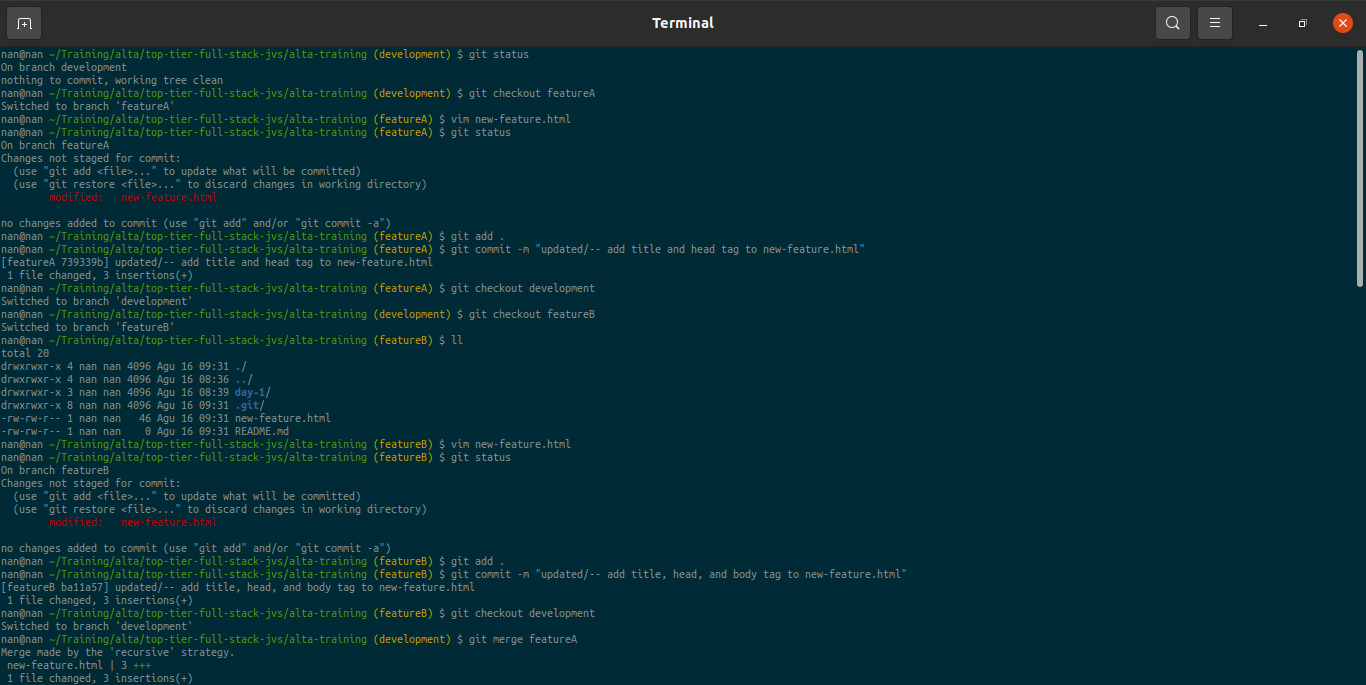 Terminal
nan@nan ~/Training/alta/top-tier-full-stack-jvs/alta-training (development) $ git status
On branch development
nothing to commit, working tree clean
nan@nan ~/Training/alta/top-tier-full-stack-jvs/alta-training (development) $ git checkout featureA
Switched to branch 'featureA'
nan@nan ~/Training/alta/top-tier-full-stack-jvs/alta-training (featureA) $ vim new-feature.html
nan@nan ~/Training/alta/top-tier-full-stack-jvs/alta-training (featureA) $ git status
On branch featureA
Changes not staged for commit:
  (use "git add <file>..." to update what will be committed)
  (use "git restore <file>..." to discard changes in working directory)
        modified:   new-feature.html

no changes added to commit (use "git add" and/or "git commit -a")
nan@nan ~/Training/alta/top-tier-full-stack-jvs/alta-training (featureA) $ git add .
nan@nan ~/Training/alta/top-tier-full-stack-jvs/alta-training (featureA) $ git commit -m "updated/-- add title and head tag to new-feature.html"
[featureA 739339b] updated/-- add title and head tag to new-feature.html
 1 file changed, 3 insertions(+)
nan@nan ~/Training/alta/top-tier-full-stack-jvs/alta-training (featureA) $ git checkout development
Switched to branch 'development'
nan@nan ~/Training/alta/top-tier-full-stack-jvs/alta-training (development) $ git checkout featureB
Switched to branch 'featureB'
nan@nan ~/Training/alta/top-tier-full-stack-jvs/alta-training (featureB) $ ll
total 20
drwxrwxr-x 4 nan nan 4096 Agu 16 09:31 ./
drwxrwxr-x 4 nan nan 4096 Agu 16 08:36 ../
drwxrwxr-x 3 nan nan 4096 Agu 16 08:39 day-1/
drwxrwxr-x 8 nan nan 4096 Agu 16 09:31 .git/
-rw-rw-r-- 1 nan nan   46 Agu 16 09:31 new-feature.html
-rw-rw-r-- 1 nan nan    0 Agu 16 09:31 README.md
nan@nan ~/Training/alta/top-tier-full-stack-jvs/alta-training (featureB) $ vim new-feature.html
nan@nan ~/Training/alta/top-tier-full-stack-jvs/alta-training (featureB) $ git status
On branch featureB
Changes not staged for commit:
  (use "git add <file>..." to update what will be committed)
  (use "git restore <file>..." to discard changes in working directory)
        modified:   new-feature.html

no changes added to commit (use "git add" and/or "git commit -a")
nan@nan ~/Training/alta/top-tier-full-stack-jvs/alta-training (featureB) $ git add .
nan@nan ~/Training/alta/top-tier-full-stack-jvs/alta-training (featureB) $ git commit -m "updated/-- add title, head, and body tag to new-feature.html"
[featureB ba11a57] updated/-- add title, head, and body tag to new-feature.html
 1 file changed, 3 insertions(+)
nan@nan ~/Training/alta/top-tier-full-stack-jvs/alta-training (featureB) $ git checkout development
Switched to branch 'development'
nan@nan ~/Training/alta/top-tier-full-stack-jvs/alta-training (development) $ git merge featureA
Merge made by the 'recursive' strategy.
 new-feature.html | 3 +++
 1 file changed, 3 insertions(+)